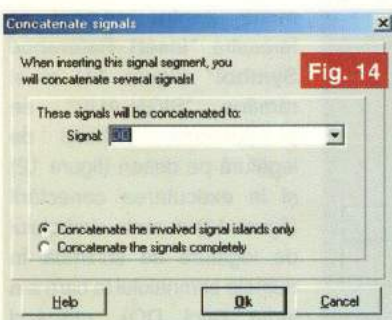 Concatenate signals
When inserting this signal segment, you
will concatenate several signals!
Fig. 14
These signals will be concatenated to:
Signal:
Concatenate the involved signal islands only
Concatenate the signals completely
Help
Ok
Cancel